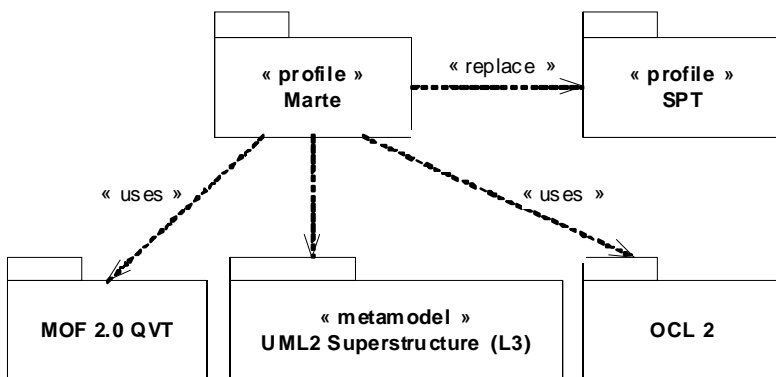 « profile »
Marte
« replace »
« profile »
SPT
« uses »
« uses »
MOF 2.0 QVT
« metamodel »
UML2 Superstructure (L3)
OCL 2